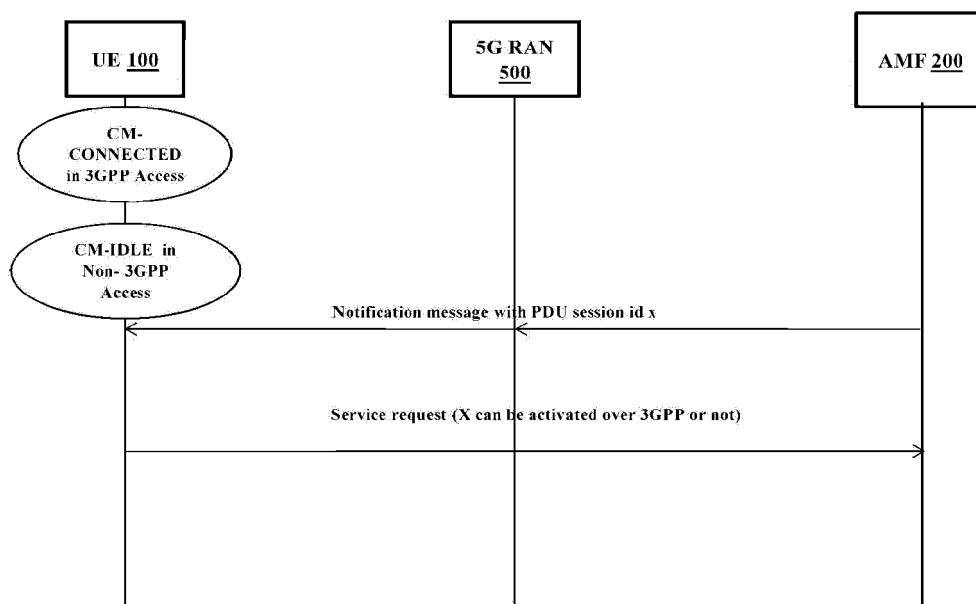 UE 100
5G RAN
500
AMF 200
CM-
CONNECTED
in 3GPP Access
CM-IDLE in
Non- 3GPP
Access
Notification message with PDU session id x
Service request (X can be activated over 3GPP or not)